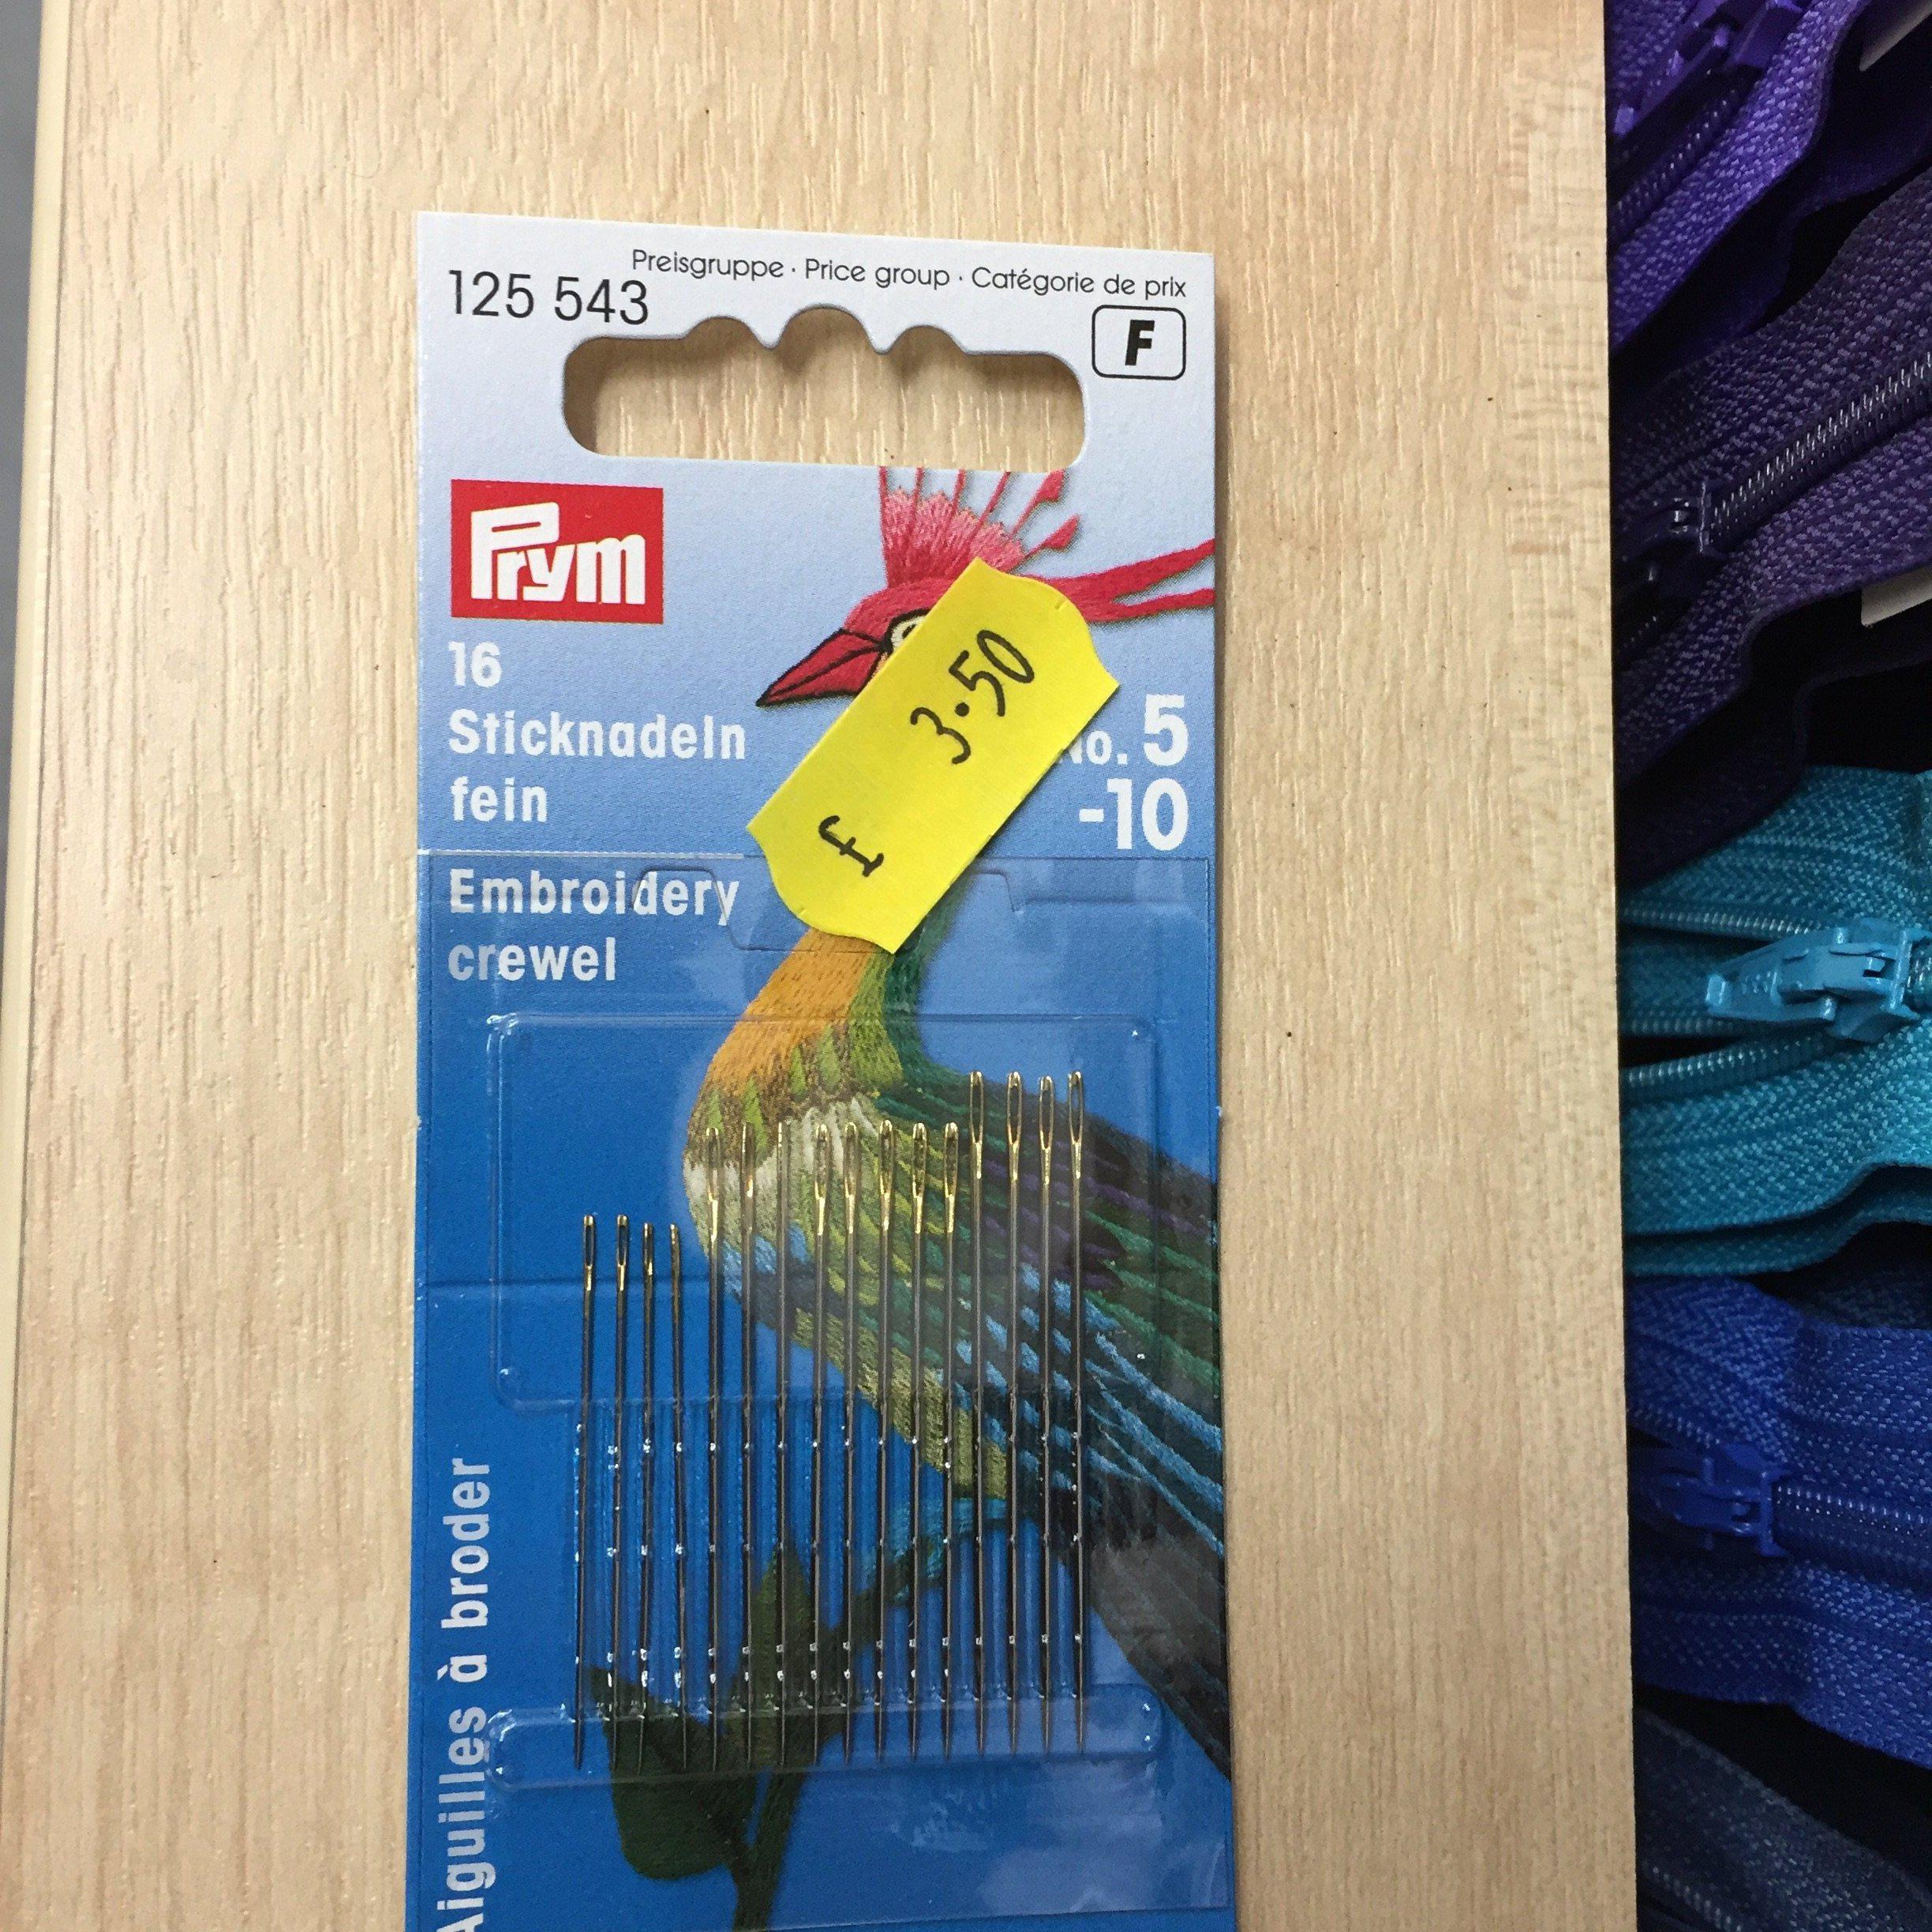 Preisgruppe · Price group · Catégorie de prix
125 543
F
Prym
16
Sticknadeln
fein
£ 3.50
No. 5
-10
Embroidery
crewel
Aiguilles à broder